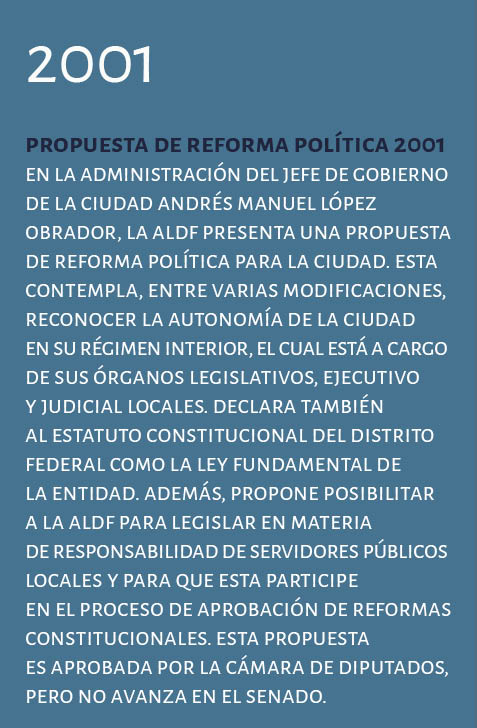 2001
PROPUESTA DE REFORMA POLÍTICA 2001
EN LA ADMINISTRACIÓN DEL JEFE DE GOBIERNO
DE LA CIUDAD ANDRÉS MANUEL LÓPEZ
OBRADOR, LA ALDF PRESENTA UNA PROPUESTA
DE REFORMA POLÍTICA PARA LA CIUDAD. ESTA
CONTEMPLA, ENTRE VARIAS MODIFICACIONES,
RECONOCER LA AUTONOMÍA DE LA CIUDAD
EN SU RÉGIMEN INTERIOR, EL CUAL ESTÁ A CARGO
DE SUS ÓRGANOS LEGISLATIVOS, EJECUTIVO
Y JUDICIAL LOCALES. DECLARA TAMBIÉN
AL ESTATUTO CONSTITUCIONAL DEL DISTRITO
FEDERAL COMO LA LEY FUNDAMENTAL DE
LA ENTIDAD. ADEMÁS, PROPONE POSIBILITAR
A LA ALDF PARA LEGISLAR EN MATERIA
DE RESPONSABILIDAD DE SERVIDORES PÚBLICOS
LOCALES Y PARA QUE ESTA PARTICIPE
EN EL PROCESO DE APROBACIÓN DE REFORMAS
CONSTITUCIONALES. ESTA PROPUESTA
ES APROBADA POR LA CÁMARA DE DIPUTADOS,
PERO NO AVANZA EN EL SENADO.